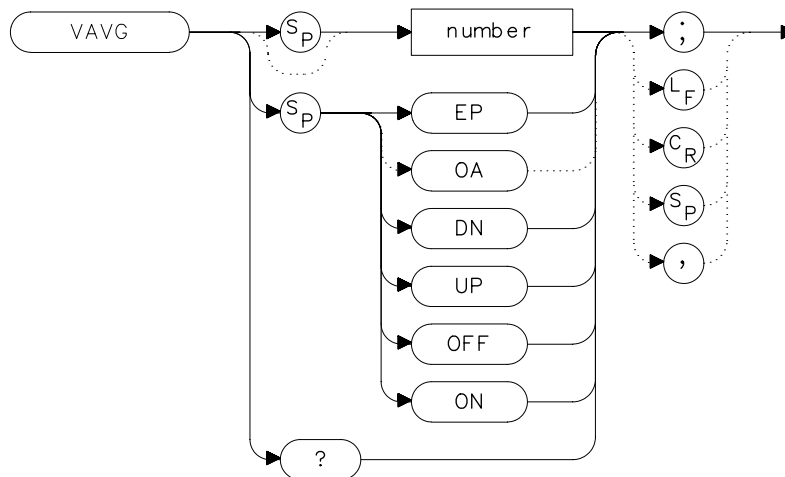 VAVG
SP
number
;
SP
EP
LF
OA
CR
DN
SP
UP
,
OFF
ON
?